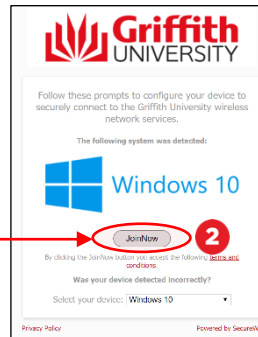 Griffith
UNIVERSITY
Follow these prompts to configure your device to
securely connect to the Griffith University wireless
network services.
The following system was detected:
Windows 10
JoinNow
2
By clicking the JoinNow button you accept the following terms and
conditions.
Was your device detected incorrectly?
Select your device: Windows 10
Privacy Policy Powered by SecureW